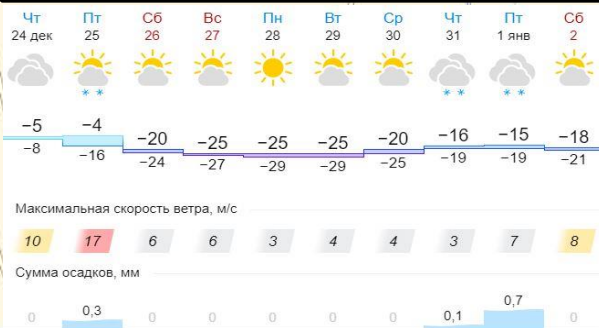 Чт Пт Сб Вс Пн Вт Ср Чт Пт Сб
24 дек 25 26 27 28 29 30 31 1 янв 2
−5 −4 −20 −25 −25 −25 −20 −16 −15 −18
−8 −16 −24 −27 −29 −29 −25 −19 −19 −21
Максимальная скорость ветра, м/с
10 17 6 6 3 4 4 3 7 8
Сумма осадков, мм
0 0,3 0 0 0 0 0 0,1 0,7 0